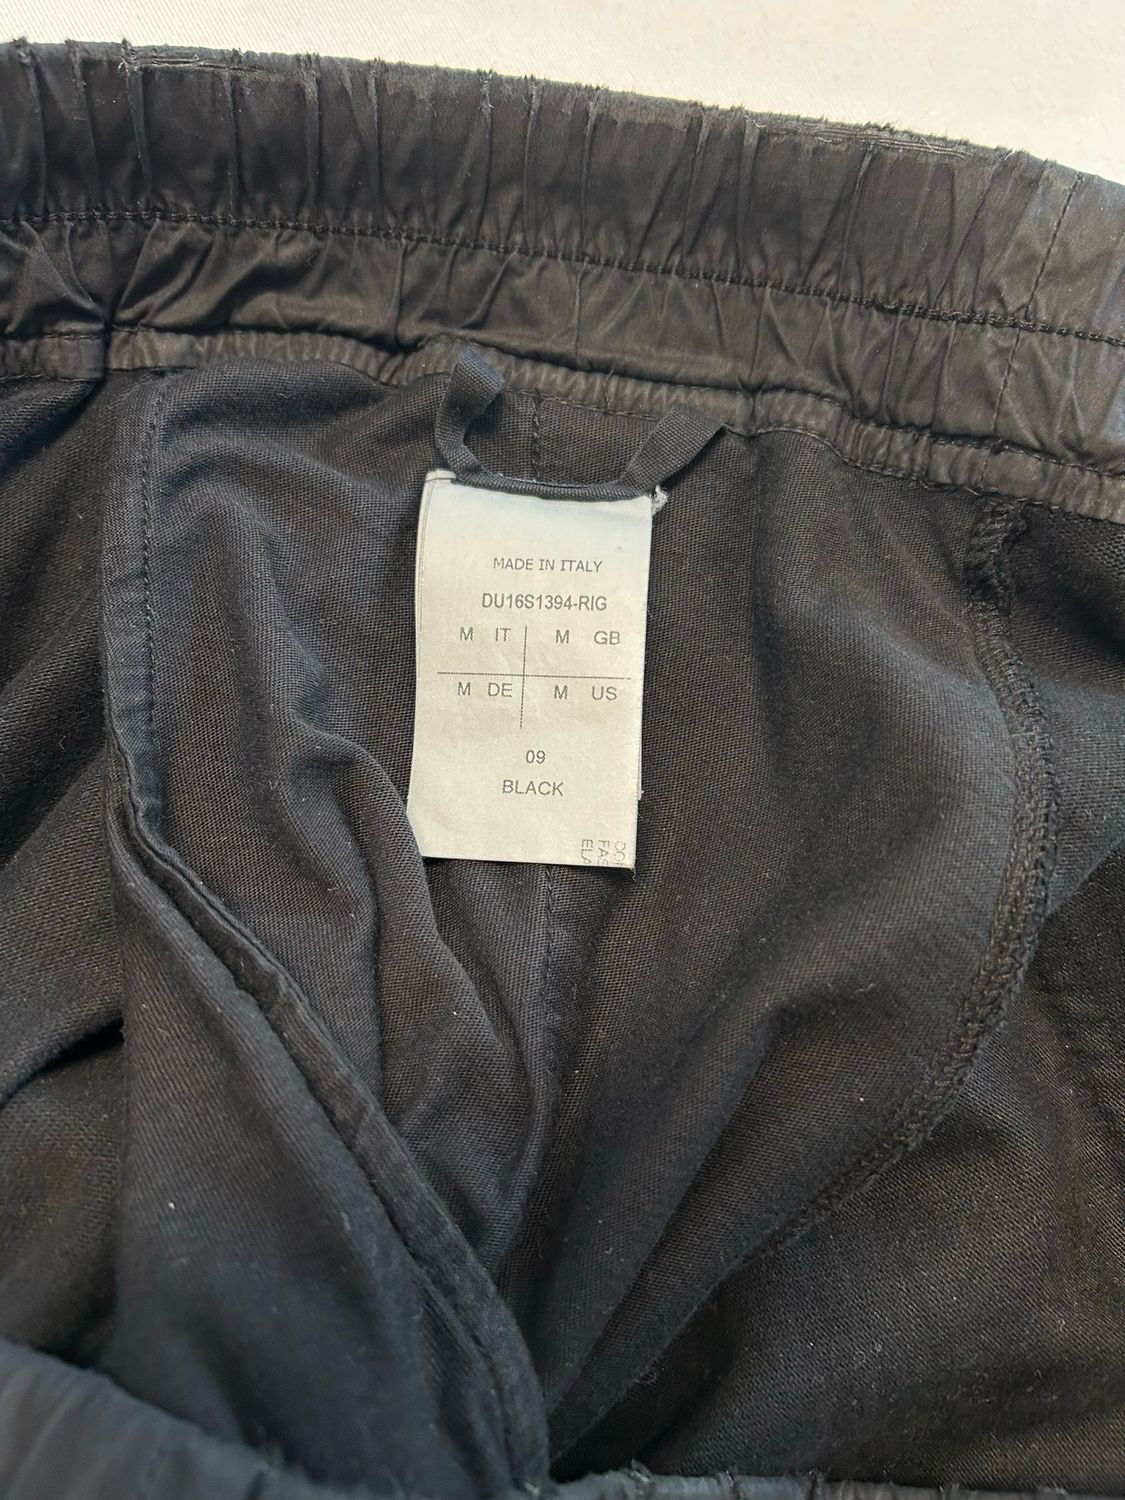 MADE IN ITALY
DU16S1394-RIG
M IT M GB
M DE M US
09
BLACK